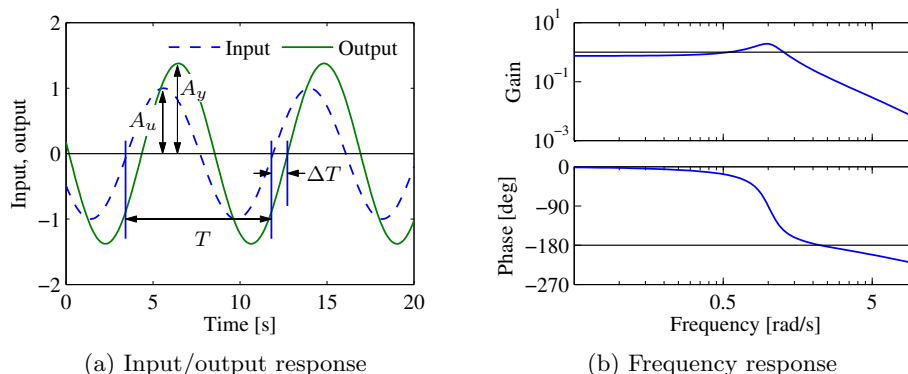 2
1
0
−1
−2
Input, output
Input
Output
A_u
A_y
ΔT
T
0
5
10
15
20
Time [s]
(a) Input/output response
10^1
10^{-1}
10^{-3}
Gain
0
−90
−180
−270
Phase [deg]
0.5
5
Frequency [rad/s]
(b) Frequency response